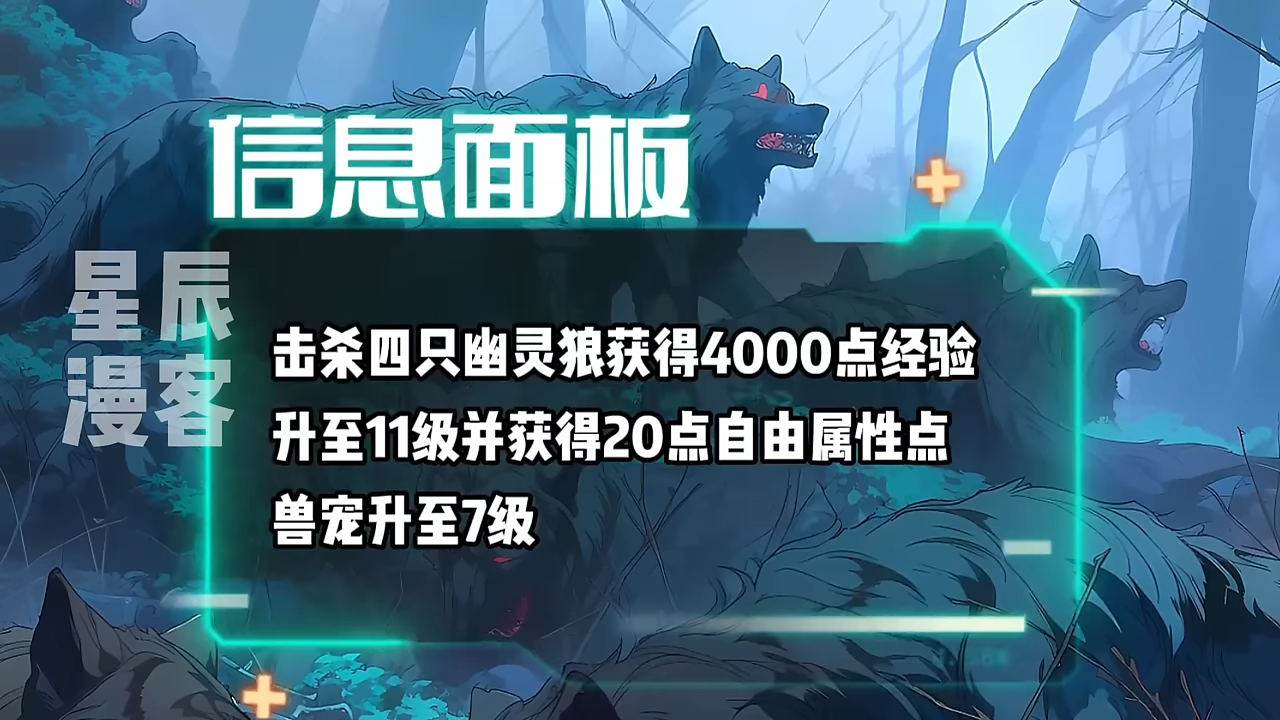 信息面板
星辰
漫客
击杀四只幽灵狼获得4000点经验
升至11级并获得20点自由属性点
兽宠升至7级